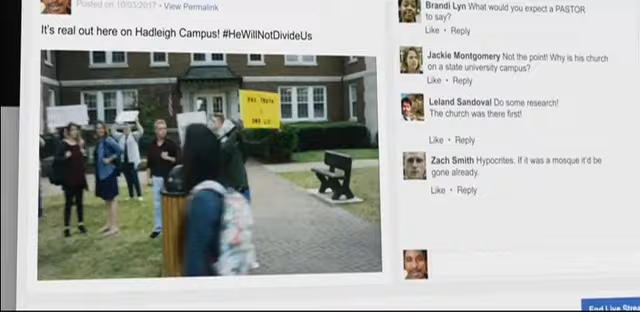 Posted on 10/03/2017 • View Permalink
It's real out here on Hadleigh Campus! #HeWillNotDivideUs
Brandi Lyn What would you expect a PASTOR
to say?
Like • Reply
Jackie Montgomery Not the point! Why is his church
on a state university campus?
Like • Reply
Leland Sandoval Do some research!
The church was there first!
Like • Reply
Zach Smith Hypocrites. If it was a mosque it'd be
gone already.
Like • Reply
End Live